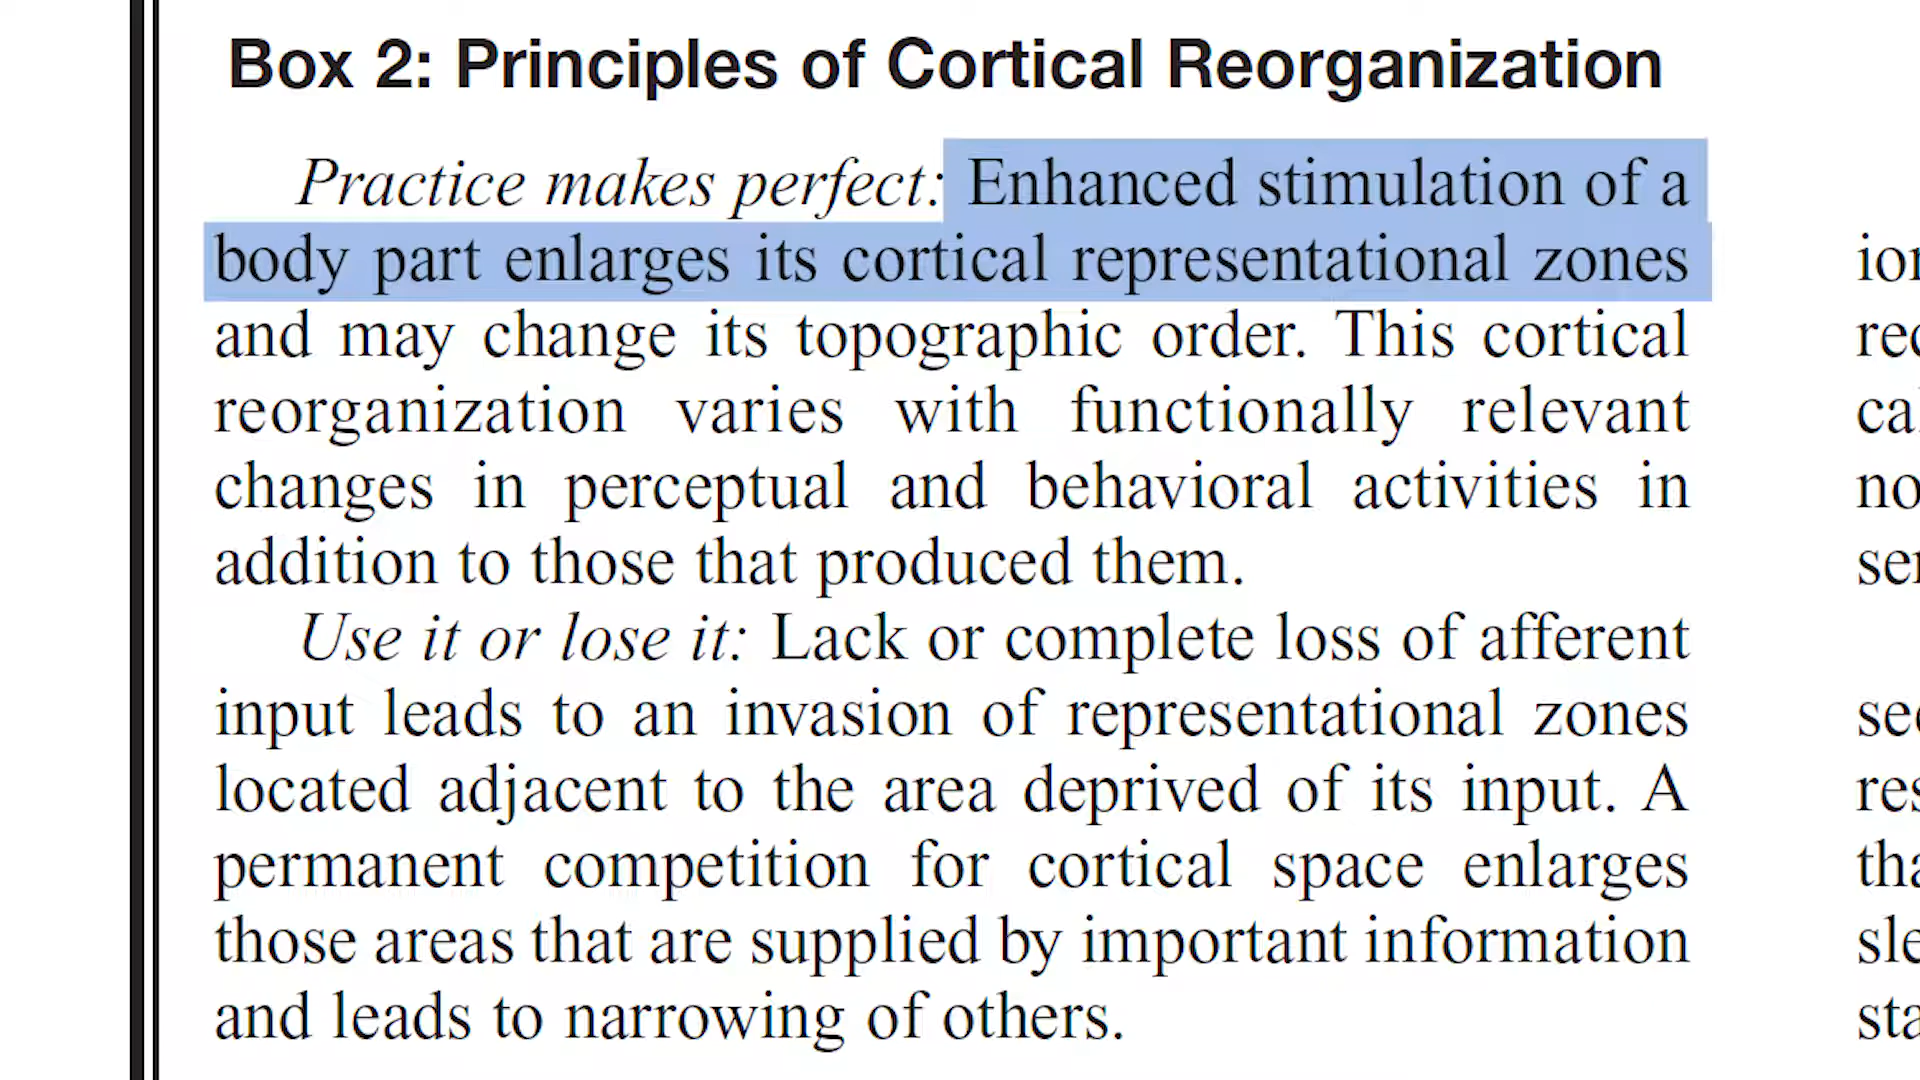 Box 2: Principles of Cortical Reorganization
Practice makes perfect: Enhanced stimulation of a
body part enlarges its cortical representational zones
and may change its topographic order. This cortical
reorganization varies with functionally relevant
changes in perceptual and behavioral activities in
addition to those that produced them.
Use it or lose it: Lack or complete loss of afferent
input leads to an invasion of representational zones
located adjacent to the area deprived of its input. A
permanent competition for cortical space enlarges
those areas that are supplied by important information
and leads to narrowing of others.